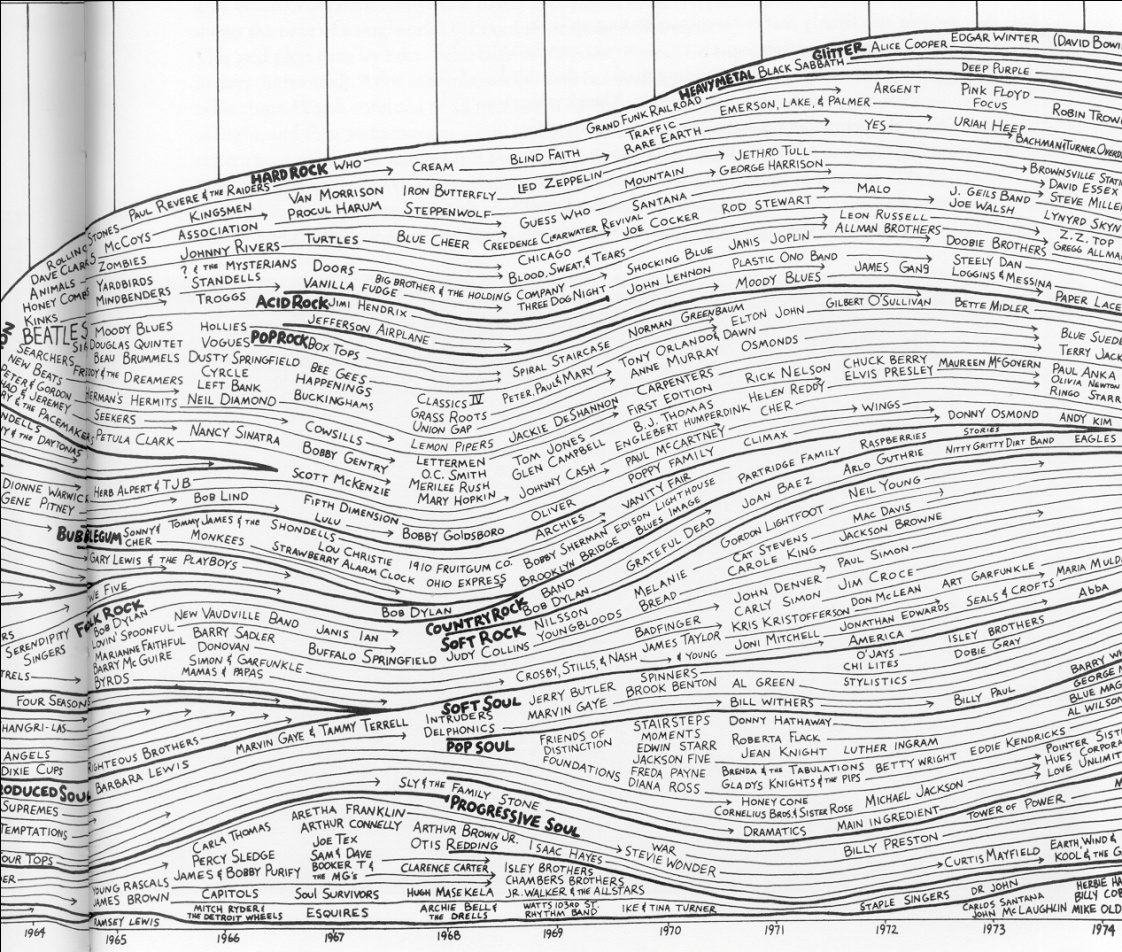 GLITTER ALICE COOPER EDGAR WINTER (DAVID BOWI
HEAVY METAL BLACK SABBATH DEEP PURPLE
GRAND FUNK RAILROAD EMERSON, LAKE, & PALMER ARGENT PINK FLOYD
FOCUS ROBIN TROW
TRAFFIC YES URIAH HEEP
RARE EARTH BACHMAN TURNER OVERD
HARD ROCK WHO CREAM BLIND FAITH
JETHRO TULL BROWNSVILLE STAT
PAUL REVERE & THE RAIDERS VAN MORRISON IRON BUTTERFLY LED ZEPPELIN MOUNTAIN GEORGE HARRISON DAVID ESSEX
KINGSMEN PROCUL HARUM STEPPENWOLF GUESS WHO SANTANA MALO J. GEILS BAND STEVE MILLE
ROLLING STONES McCOYS ASSOCIATION CREEDENCE CLEARWATER REVIVAL JOE COCKER ROD STEWART JOE WALSH LYNYRD SKYN
DAVE CLARK 5 ZOMBIES JOHNNY RIVERS TURTLES BLUE CHEER CHICAGO LEON RUSSELL Z.Z. TOP
ALLMAN BROTHERS DOOBIE BROTHERS GREGG ALLMA
ANIMALS YARDBIRDS ? & THE MYSTERIANS DOORS BLOOD, SWEAT, & TEARS SHOCKING BLUE JANIS JOPLIN STEELY DAN
HONEY COMBS MINDBENDERS STANDELLS VANILLA FUDGE BIG BROTHER & THE HOLDING COMPANY JOHN LENNON PLASTIC ONO BAND JAMES GANG LOGGINS & MESSINA
KINKS TROGGS ACID ROCK JIMI HENDRIX THREE DOG NIGHT MOODY BLUES PAPER LACE
BEATLES MOODY BLUES HOLLIES JEFFERSON AIRPLANE NORMAN GREENBAUM ELTON JOHN GILBERT O'SULLIVAN BETTE MIDLER
SEARCHERS DOUGLAS QUINTET VOGUES POP ROCK BOX TOPS SPIRAL STAIRCASE TONY ORLANDO & DAWN OSMONDS BLUE SUEDE
NEW BEATS BEAU BRUMMELS DUSTY SPRINGFIELD BEE GEES ANNE MURRAY TERRY JACK
PETER & GORDON FREDDY & THE DREAMERS CYRCLE HAPPENINGS PETER, PAUL & MARY CARPENTERS RICK NELSON CHUCK BERRY MAUREEN McGOVERN PAUL ANKA
HAD & JEREMEY HERMAN'S HERMITS LEFT BANK BUCKINGHAMS CLASSICS IV FIRST EDITION HELEN REDDY ELVIS PRESLEY OLIVIA NEWTON
RY & THE PACEMAKERS SEEKERS NEIL DIAMOND GRASS ROOTS JACKIE DESHANNON B.J. THOMAS CHER RINGO STARR
NDELLS UNION GAP ENGLEBERT HUMPERDINK WINGS DONNY OSMOND ANDY KIM
Y & THE DAYTONAS PETULA CLARK NANCY SINATRA COWSILLS LEMON PIPERS TOM JONES PAUL McCARTNEY CLIMAX RASPBERRIES STORIES
BOBBY GENTRY LETTERMEN GLEN CAMPBELL POPPY FAMILY PARTRIDGE FAMILY ARLO GUTHRIE NITTY GRITTY DIRT BAND EAGLES
SCOTT McKENZIE O.C. SMITH JOHNNY CASH VANITY FAIR JOAN BAEZ NEIL YOUNG
MERILEE RUSH
MARY HOPKIN
DIONNE WARWICK HERB ALPERT & TJB BOB LIND FIFTH DIMENSION OLIVER EDISON LIGHTHOUSE
GENE PITNEY LULU BOBBY GOLDSBORO ARCHIES BLUES IMAGE GORDON LIGHTFOOT MAC DAVIS
BUBBLEGUM SONNY & CHER TOMMY JAMES & THE SHONDELLS LOU CHRISTIE 1910 FRUITGUM CO. BOBBY SHERMAN GRATEFUL DEAD CAT STEVENS JACKSON BROWNE
MONKEES STRAWBERRY ALARM CLOCK OHIO EXPRESS BROOKLYN BRIDGE CAROLE KING PAUL SIMON
GARY LEWIS & THE PLAYBOYS
WE FIVE BOB DYLAN COUNTRY ROCK BAND MELANIE JOHN DENVER JIM CROCE ART GARFUNKLE MARIA MULD
BOB DYLAN BREAD CARLY SIMON DON McLEAN SEALS & CROFTS ABBA
FOLK ROCK BOB DYLAN NEW VAUDVILLE BAND JANIS IAN SOFT ROCK NILSSON BADFINGER KRIS KRISTOFFERSON JONATHAN EDWARDS
SERENDIPITY SINGERS LOVIN' SPOONFUL BARRY SADLER BUFFALO SPRINGFIELD JUDY COLLINS YOUNGBLOODS JAMES TAYLOR JONI MITCHELL AMERICA ISLEY BROTHERS
MARIANNE FAITHFUL DONOVAN CROSBY, STILLS, & NASH & YOUNG O'JAYS DOBIE GRAY
BARRY McGUIRE SIMON & GARFUNKLE SPINNERS CHI LITES
TRELS BYRDS MAMAS & PAPAS BROOK BENTON AL GREEN STYLISTICS BARRY WH
FOUR SEASONS SOFT SOUL JERRY BUTLER BILL WITHERS BILLY PAUL GEORGE M
SHANGRI-LAS MARVIN GAYE & TAMMY TERRELL INTRUDERS MARVIN GAYE STAIRSTEPS DONNY HATHAWAY BLUE MAG
DELPHONICS MOMENTS ROBERTA FLACK AL WILSON
ANGELS RIGHTEOUS BROTHERS POP SOUL FRIENDS OF DISTINCTION EDWIN STARR JEAN KNIGHT LUTHER INGRAM EDDIE KENDRICKS POINTER SIST
DIXIE CUPS BARBARA LEWIS FOUNDATIONS JACKSON FIVE BRENDA & THE TABULATIONS BETTY WRIGHT HUES CORPORA
FREDA PAYNE GLADYS KNIGHTS & THE PIPS LOVE UNLIMIT
RODUCED SOUL SLY & THE FAMILY STONE DIANA ROSS HONEY CONE MICHAEL JACKSON
SUPREMES PROGRESSIVE SOUL CORNELIUS BROS. & SISTER ROSE TOWER OF POWER
TEMPTATIONS ARETHA FRANKLIN DRAMATICS MAIN INGREDIENT
CARLA THOMAS ARTHUR CONNELLY ARTHUR BROWN JR. WAR BILLY PRESTON
FOUR TOPS PERCY SLEDGE JOE TEX OTIS REDDING ISAAC HAYES STEVIE WONDER CURTIS MAYFIELD EARTH, WIND &
JAMES & BOBBY PURIFY SAM & DAVE CLARENCE CARTER ISLEY BROTHERS KOOL & THE G
YOUNG RASCALS BOOKER T & THE MG'S CHAMBERS BROTHERS
JAMES BROWN CAPITOLS SOUL SURVIVORS HUGH MASEKELA JR. WALKER & THE ALLSTARS DR JOHN HERBIE HA
RAMSEY LEWIS MITCH RYDER & THE DETROIT WHEELS ESQUIRES ARCHIE BELL & THE DRELLS WATTS 103RD ST. RHYTHM BAND IKE & TINA TURNER STAPLE SINGERS CARLOS SANTANA BILLY COB
JOHN McLAUGHLIN MIKE OLD
1964 1965 1966 1967 1968 1969 1970 1971 1972 1973 1974